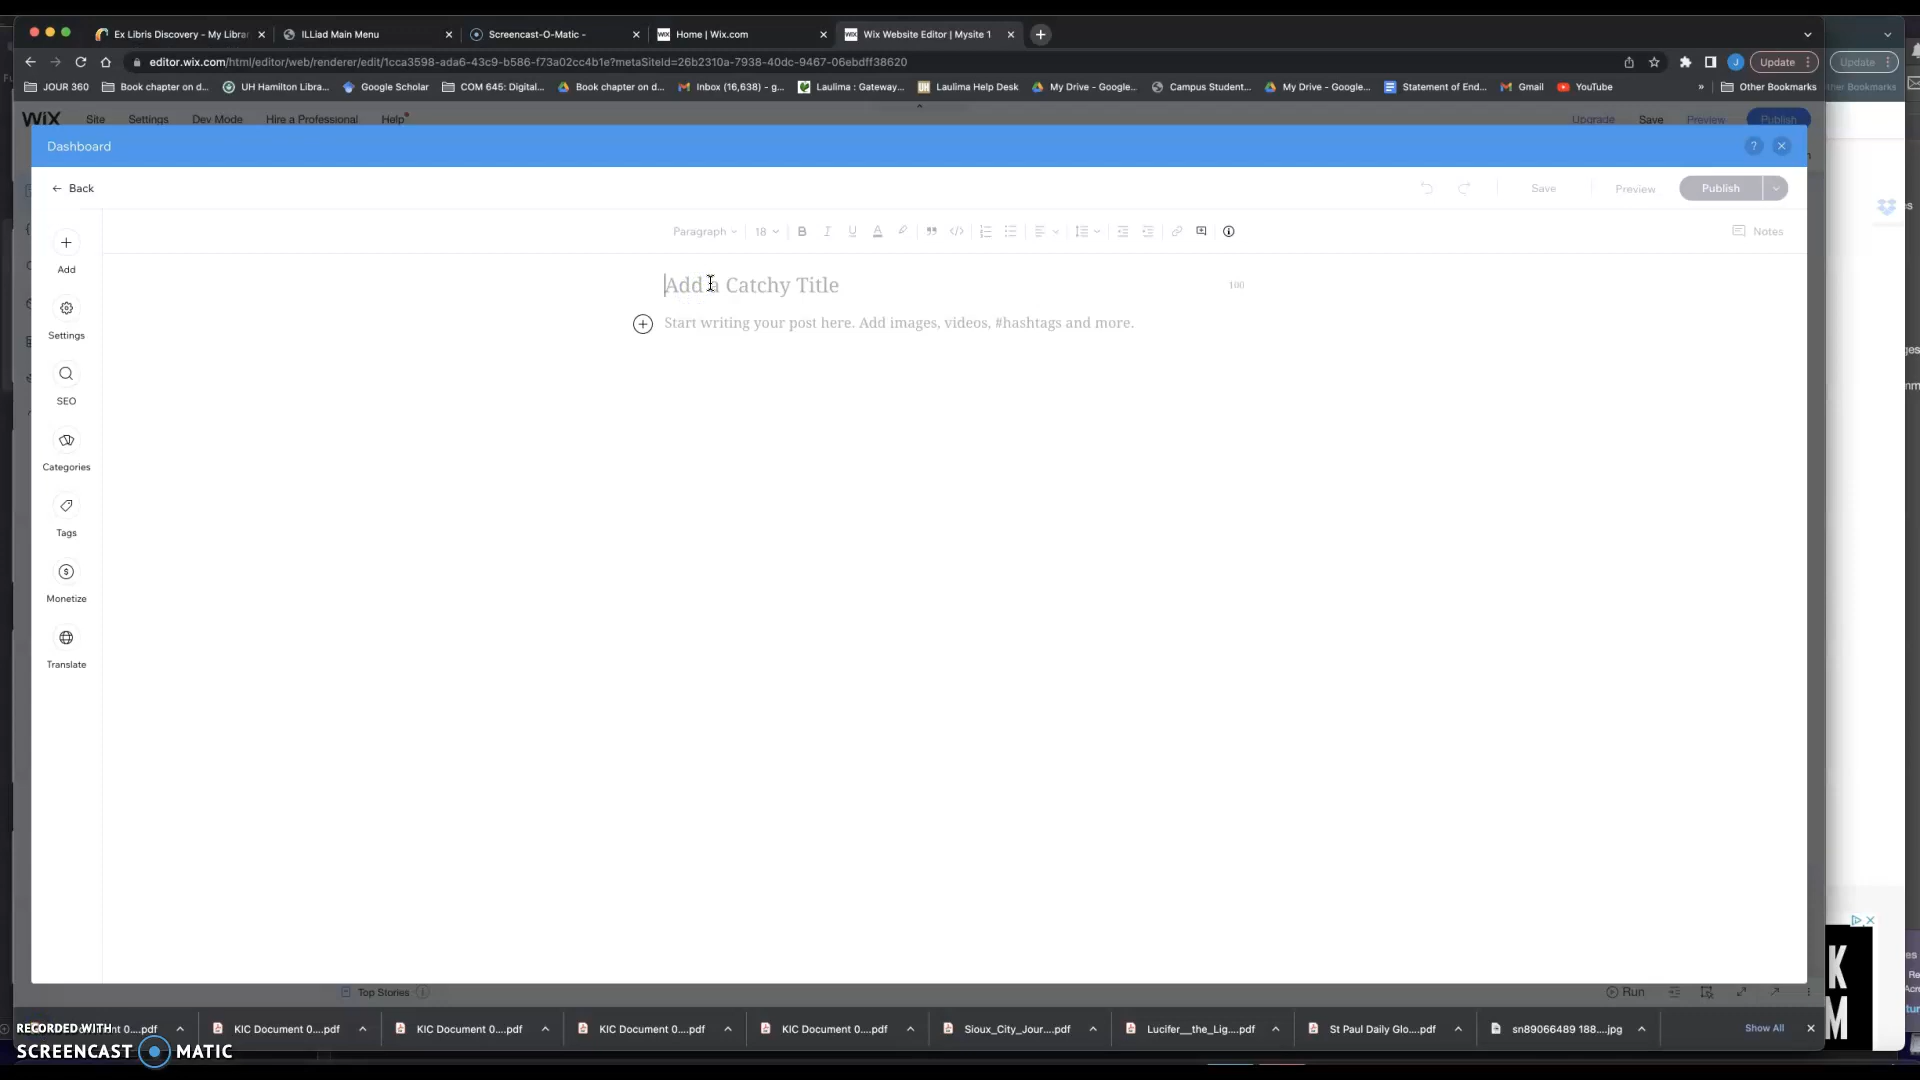 Ex Libris Discovery - My Librar
ILLiad Main Menu
Screencast-O-Matic -
Home | Wix.com
Wix Website Editor | Mysite 1
editor.wix.com/html/editor/web/renderer/edit/1cca3598-ada6-43c9-b586-f73a02cc4b1e?metaSiteId=26b2310a-7938-40dc-9467-06ebdff38620
Update
Update
JOUR 360
Book chapter on d...
UH Hamilton Libra...
Google Scholar
COM 645: Digital...
Book chapter on d...
Inbox (16,638) - g...
Laulima : Gateway...
Laulima Help Desk
My Drive - Google...
Campus Student...
My Drive - Google...
Statement of End...
Gmail
YouTube
»
Other Bookmarks
her Bookmarks
WIX
Site
Settings
Dev Mode
Hire a Professional
Help
Upgrade
Save
Preview
Publish
Dashboard
?
Back
Save
Preview
Publish
Paragraph
18
B
I
U
A
Notes
Add
Settings
SEO
Categories
Tags
Monetize
Translate
Add a Catchy Title
100
Start writing your post here. Add images, videos, #hashtags and more.
Top Stories
Run
K
M
RECORDED WITH
SCREENCAST MATIC
ument 0....pdf
KIC Document 0....pdf
KIC Document 0....pdf
KIC Document 0....pdf
KIC Document 0....pdf
Sioux_City_Jour....pdf
Lucifer__the_Lig....pdf
St Paul Daily Glo....pdf
sn89066489 188....jpg
Show All